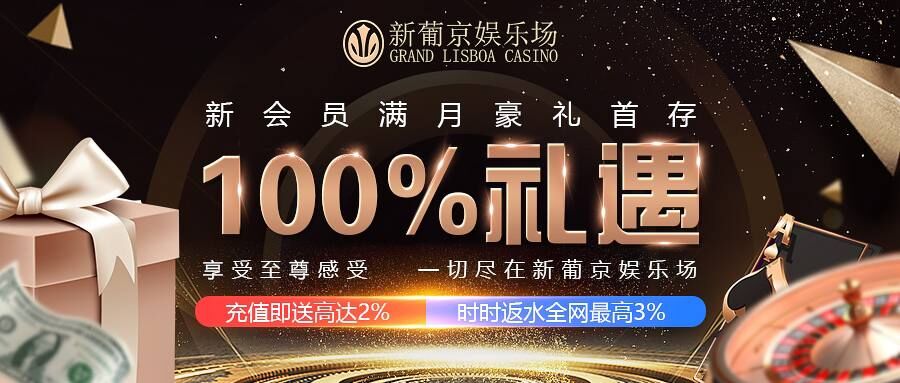 新葡京娱乐场
GRAND LISBOA CASINO
新会员满月豪礼首存
100%礼遇
享受至尊感受 一切尽在新葡京娱乐场
充值即送高达2% 时时返水全网最高3%